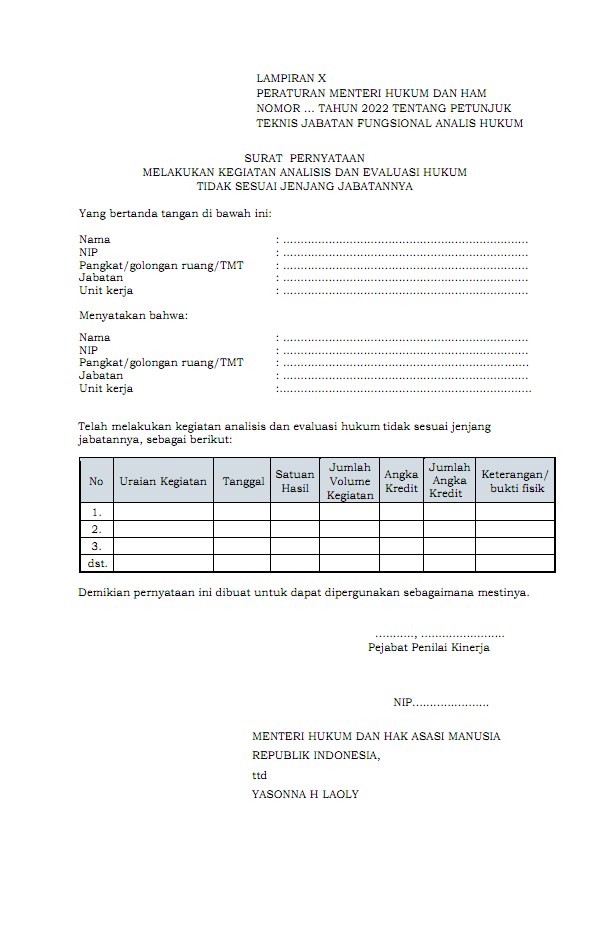 LAMPIRAN X
PERATURAN MENTERI HUKUM DAN HAM
NOMOR ... TAHUN 2022 TENTANG PETUNJUK
TEKNIS JABATAN FUNGSIONAL ANALIS HUKUM
SURAT PERNYATAAN
MELAKUKAN KEGIATAN ANALISIS DAN EVALUASI HUKUM
TIDAK SESUAI JENJANG JABATANNYA
Yang bertanda tangan di bawah ini:
Nama : ......................................................................
NIP : ......................................................................
Pangkat/golongan ruang/TMT : ......................................................................
Jabatan : ......................................................................
Unit kerja : ......................................................................
Menyatakan bahwa:
Nama : ......................................................................
NIP : ......................................................................
Pangkat/golongan ruang/TMT : ......................................................................
Jabatan : ......................................................................
Unit kerja :........................................................................
Telah melakukan kegiatan analisis dan evaluasi hukum tidak sesuai jenjang
jabatannya, sebagai berikut:
No Uraian Kegiatan Tanggal Satuan Hasil Jumlah Volume Kegiatan Angka Kredit Jumlah Angka Kredit Keterangan/ bukti fisik
1.
2.
3.
dst.
Demikian pernyataan ini dibuat untuk dapat dipergunakan sebagaimana mestinya.
..........., ........................
Pejabat Penilai Kinerja
NIP......................
MENTERI HUKUM DAN HAK ASASI MANUSIA
REPUBLIK INDONESIA,
ttd
YASONNA H LAOLY